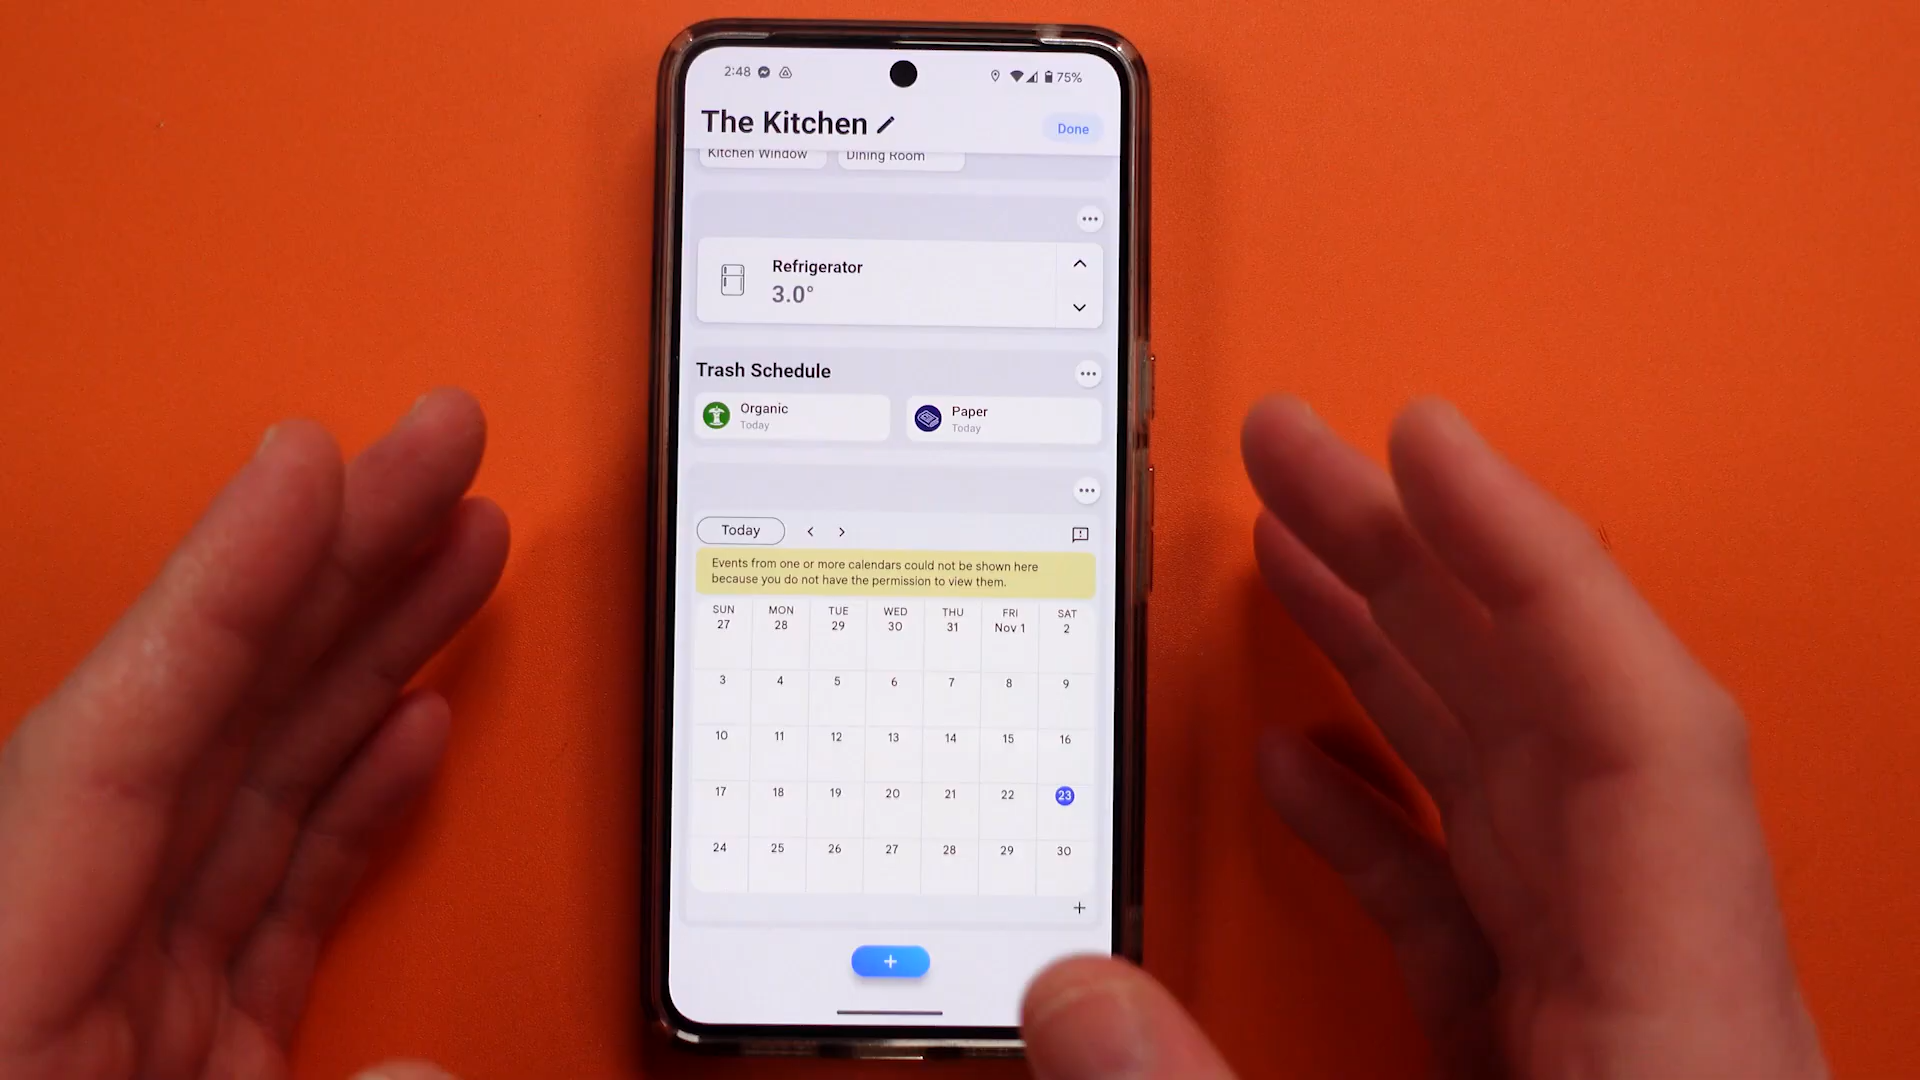 2:48
75%
The Kitchen
Done
Kitchen Window
Dining Room
Refrigerator
3.0°
Trash Schedule
Organic
Today
Paper
Today
Today
Events from one or more calendars could not be shown here
because you do not have the permission to view them.
SUN MON TUE WED THU FRI SAT
27 28 29 30 31 Nov 1 2
3 4 5 6 7 8 9
10 11 12 13 14 15 16
17 18 19 20 21 22 23
24 25 26 27 28 29 30